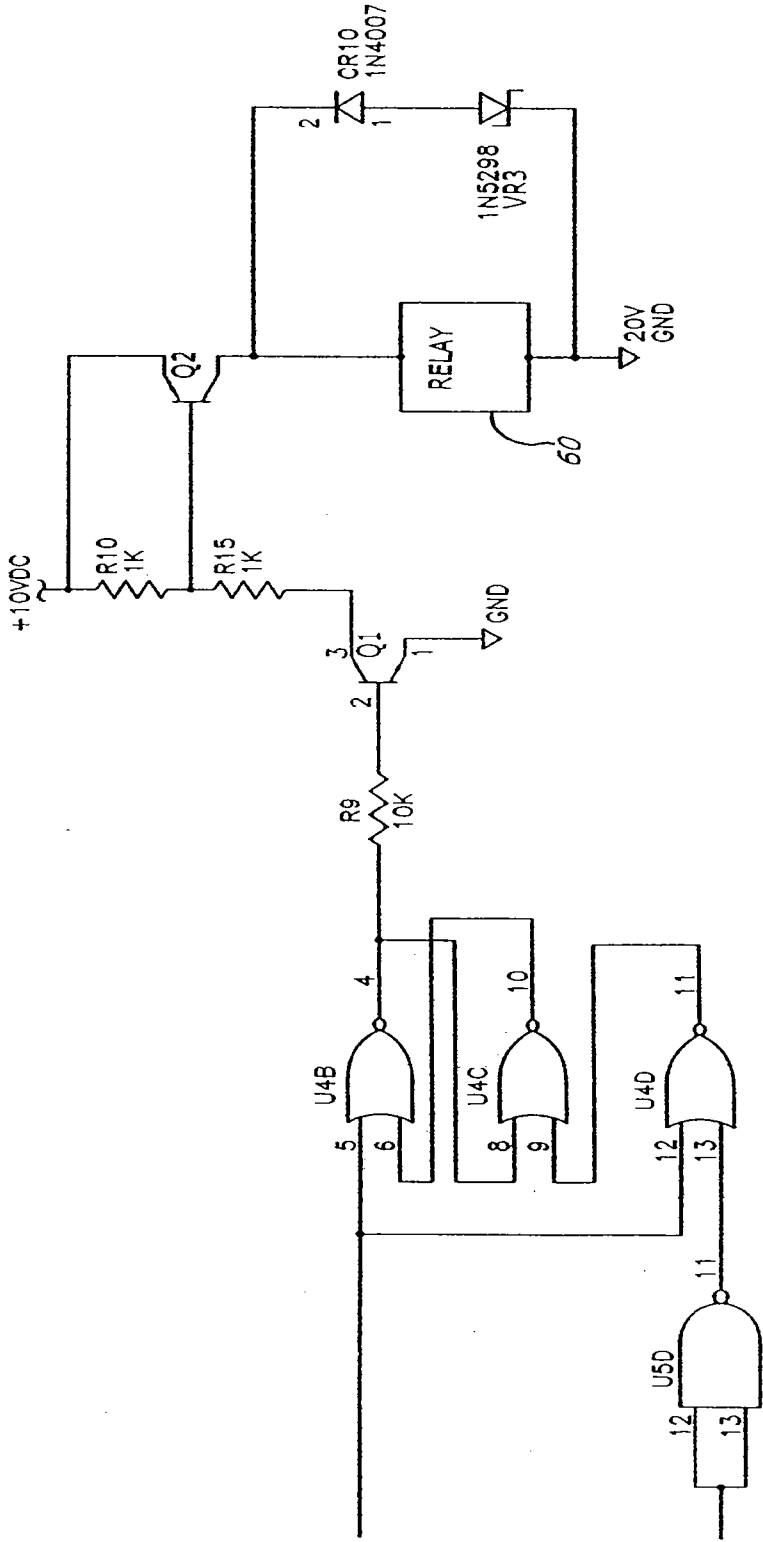 +10VDC
R10
1K
R15
1K
Q2
CR10
1N4007
2
1
1N5298
VR3
RELAY
60
20V
GND
3
Q1
2
1
GND
R9
10K
U4B
5
6
4
U4C
8
9
10
U4D
12
13
11
U5D
12
13
11